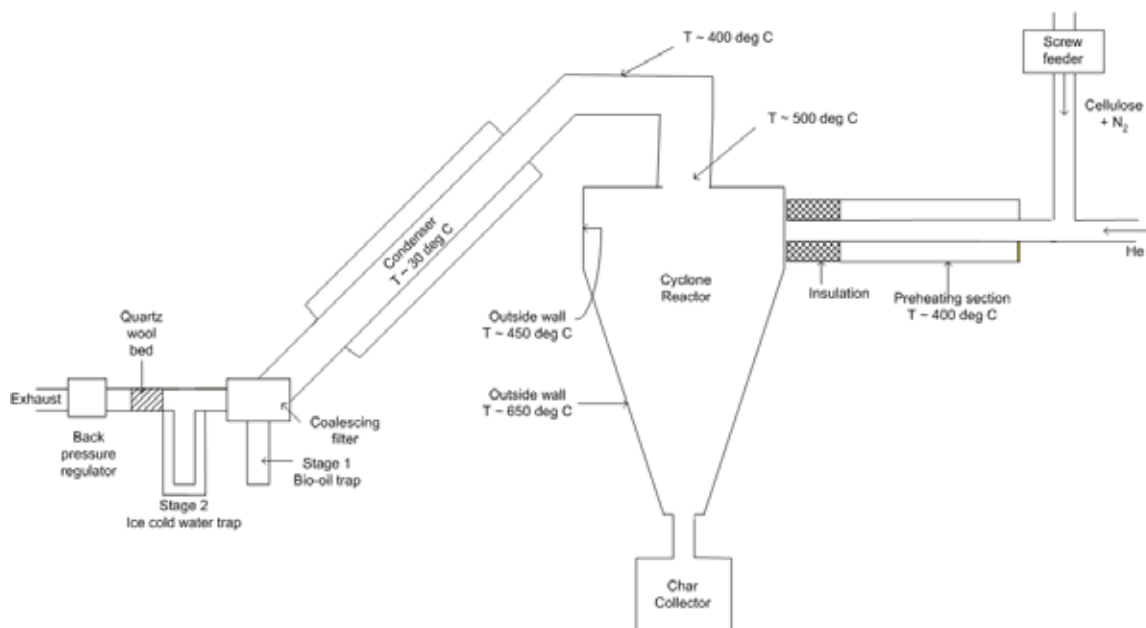 T ~ 400 deg C
Screw
feeder
Cellulose
+ N₂
T ~ 500 deg C
Condenser
T ~ 30 deg C
He
Cyclone
Reactor
Insulation
Preheating section
T ~ 400 deg C
Outside wall
T ~ 450 deg C
Quartz
wool
bed
Exhaust
Outside wall
T ~ 650 deg C
Coalescing
filter
Back
pressure
regulator
Stage 1
Bio-oil trap
Stage 2
Ice cold water trap
Char
Collector